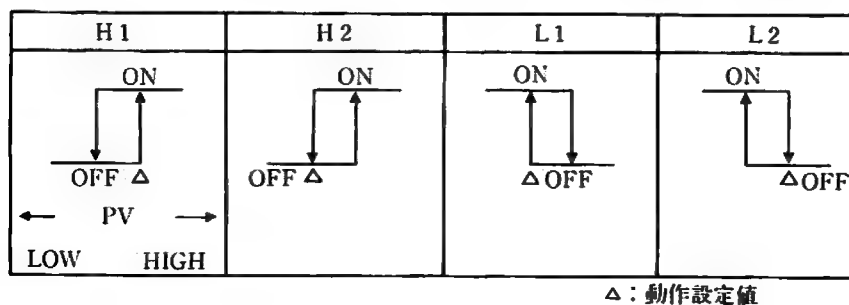 H1 H2 L1 L2
ON ON ON ON
OFF △ OFF △ △ OFF △ OFF
← PV →
LOW HIGH
△：動作設定値